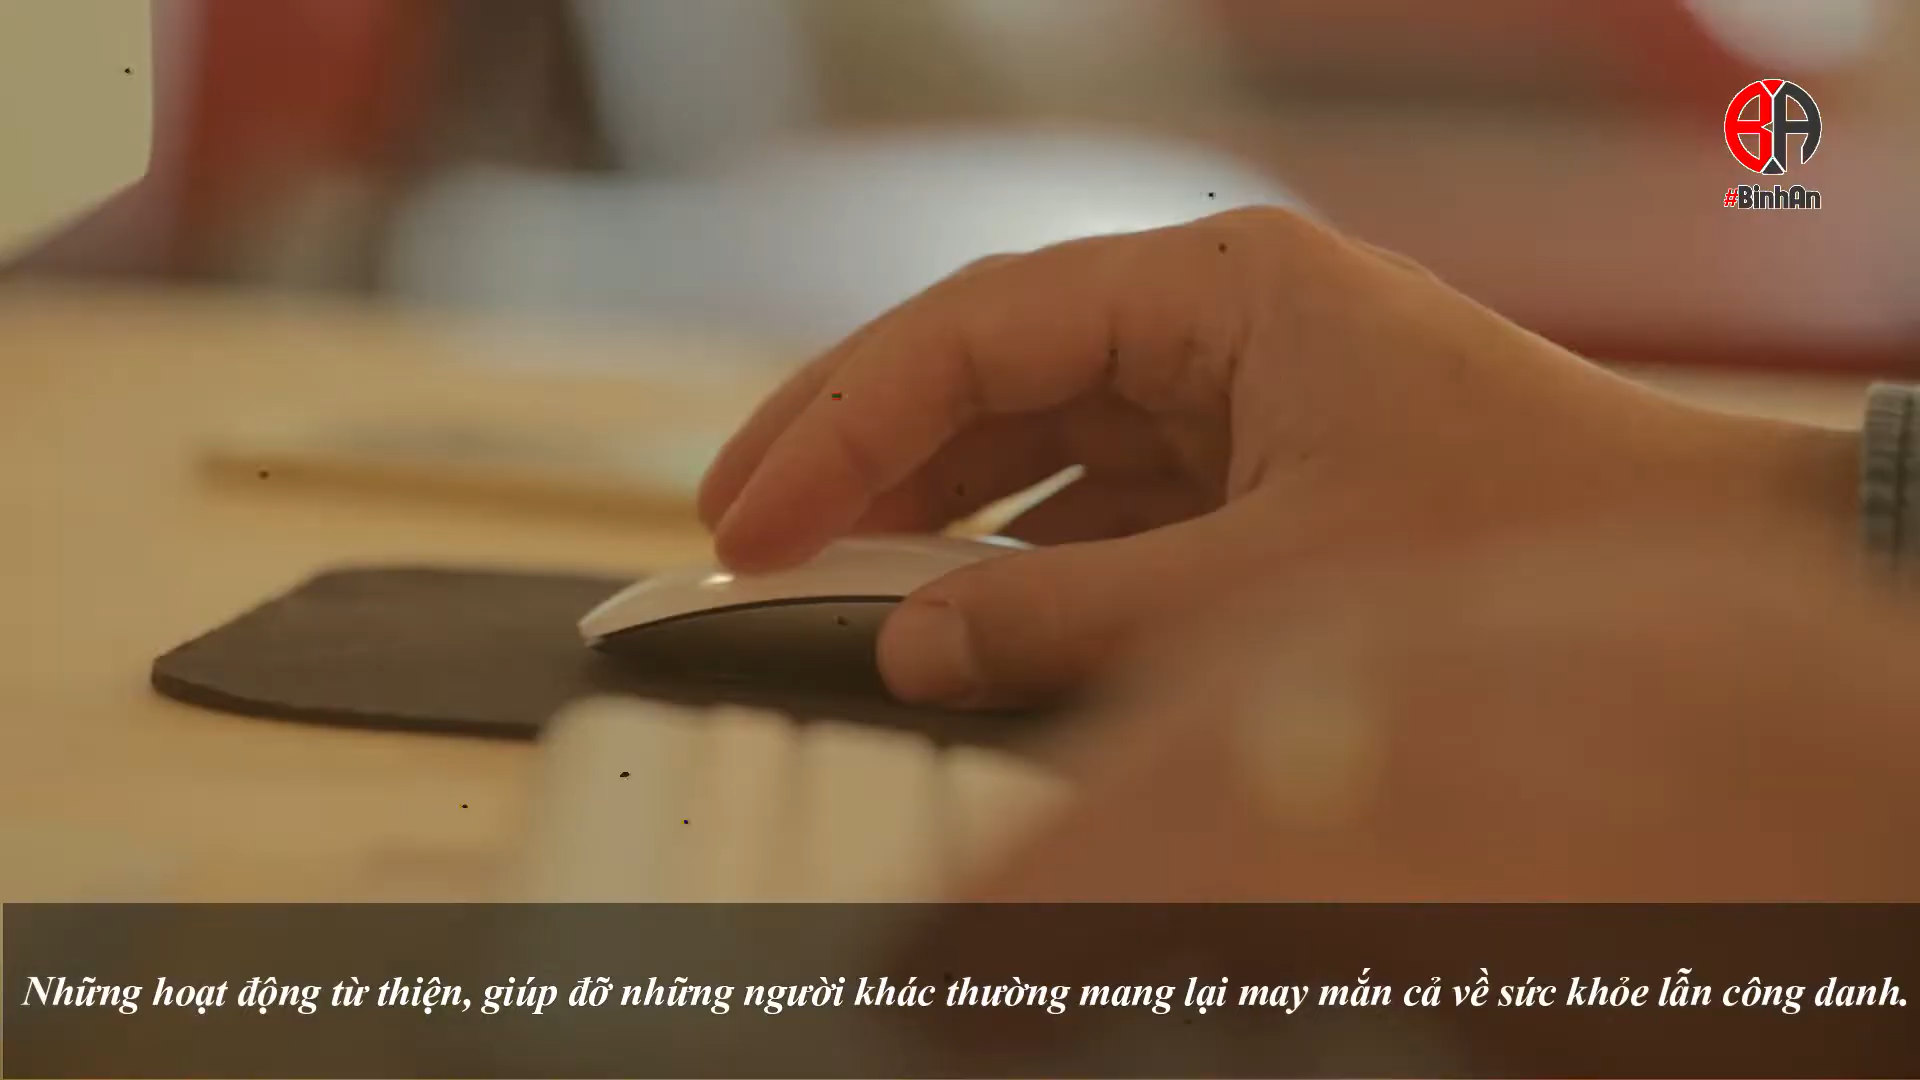 BA
#BinhAn
Những hoạt động từ thiện, giúp đỡ những người khác thường mang lại may mắn cả về sức khỏe lẫn công danh.